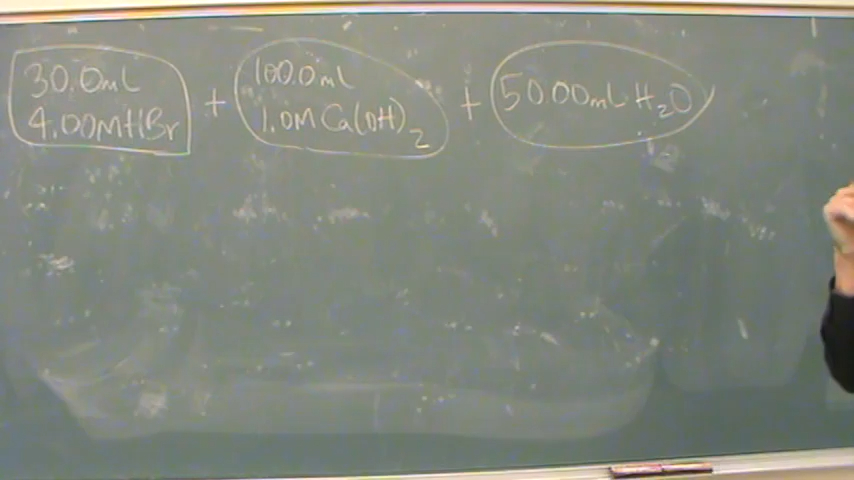 30.0mL
4.00M HBr
+
100.0mL
1.0M Ca(OH)2
+
50.00mL H2O